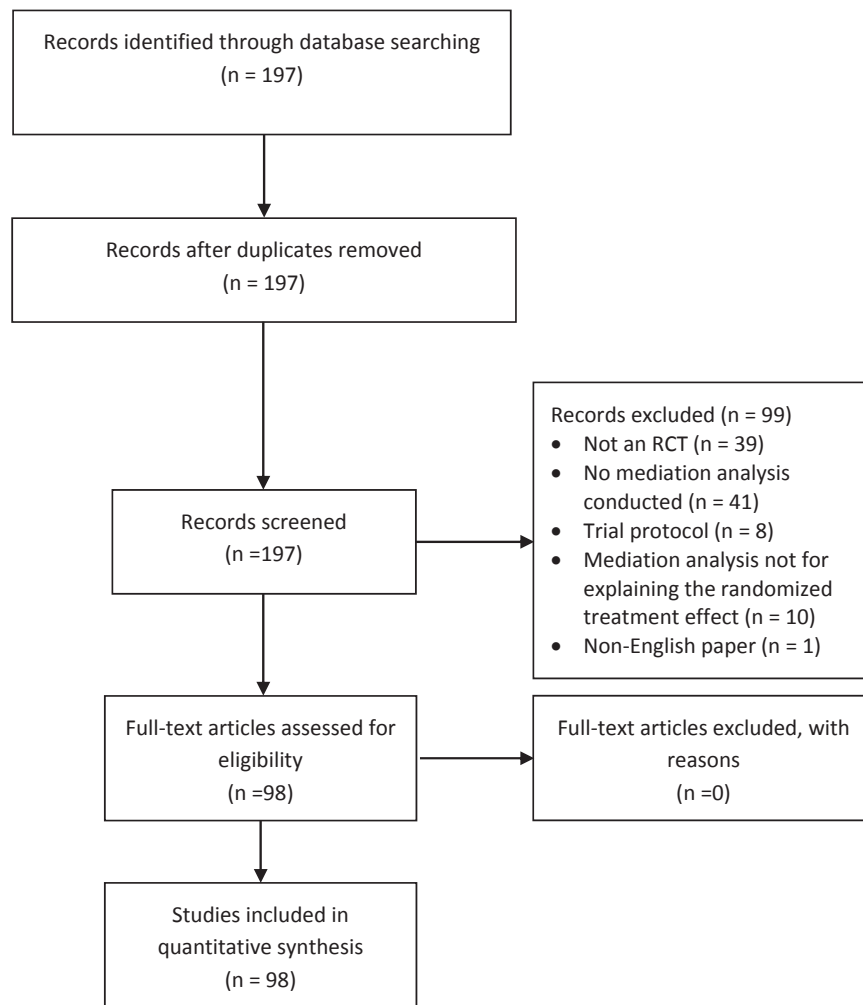 Records identified through database searching
(n = 197)
Records after duplicates removed
(n = 197)
Records excluded (n = 99)
• Not an RCT (n = 39)
• No mediation analysis
conducted (n = 41)
• Trial protocol (n = 8)
• Mediation analysis not for
explaining the randomized
treatment effect (n = 10)
• Non-English paper (n = 1)
Records screened
(n =197)
Full-text articles assessed for
eligibility
(n =98)
Full-text articles excluded, with
reasons
(n =0)
Studies included in
quantitative synthesis
(n = 98)